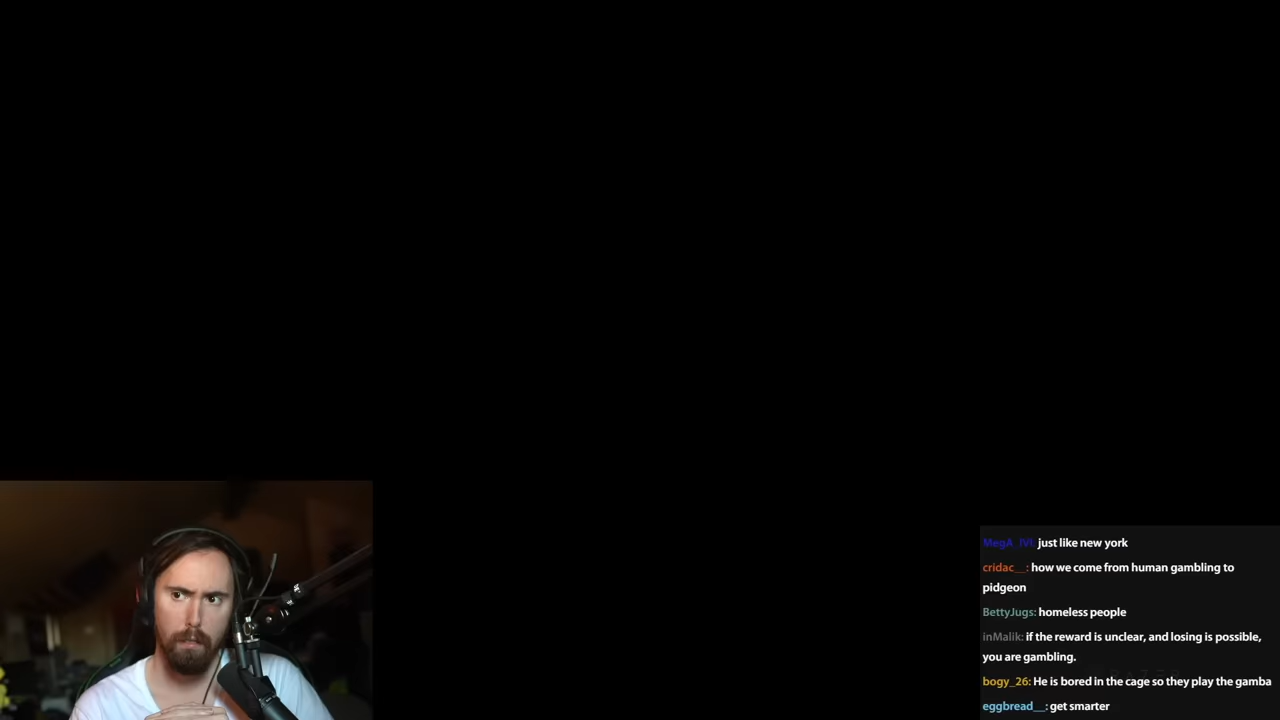 MegA_IVI: just like new york
cridac__: how we come from human gambling to
pidgeon
BettyJugs: homeless people
inMalik: if the reward is unclear, and losing is possible,
you are gambling.
bogy_26: He is bored in the cage so they play the gamba
eggbread__: get smarter